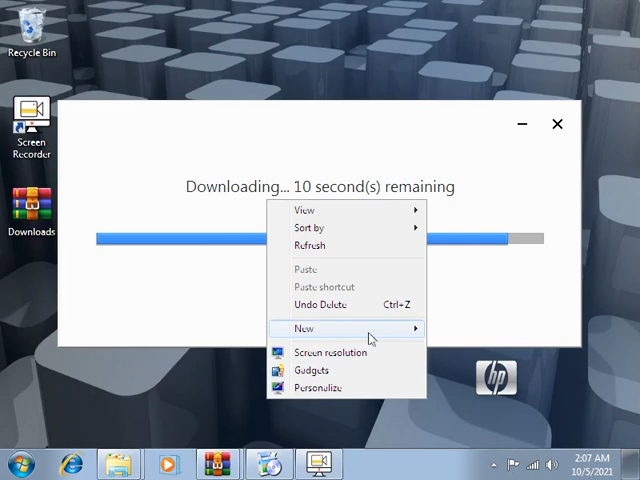 Recycle Bin
Screen
Recorder
Downloads
Downloading... 10 second(s) remaining
View
Sort by
Refresh
Paste
Paste shortcut
Undo Delete Ctrl+Z
New
Screen resolution
Gadgets
Personalize
hp
2:07 AM
10/5/2021